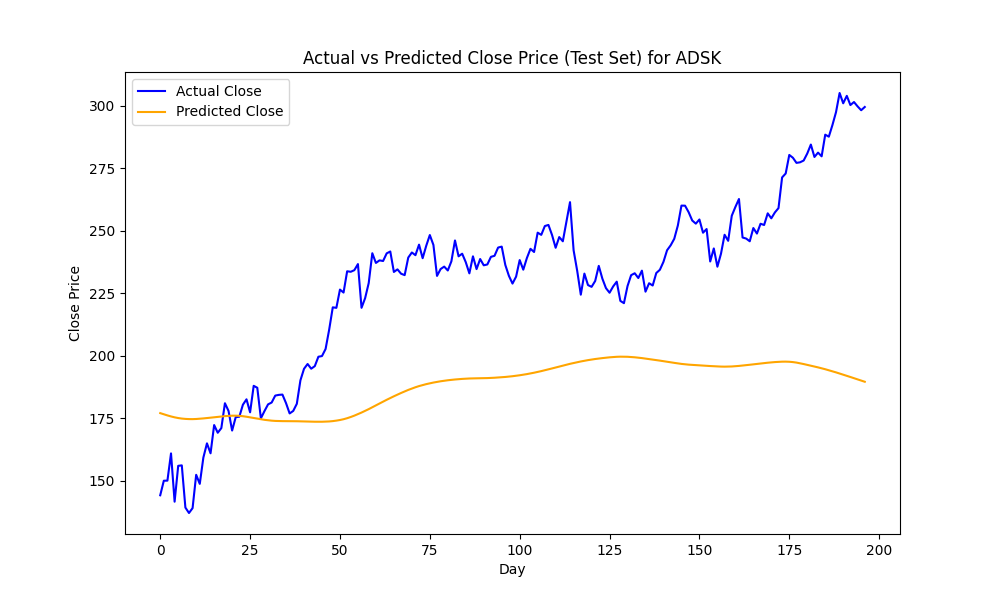 Actual vs Predicted Close Price (Test Set) for ADSK
Actual Close
Predicted Close
Close Price
300
275
250
225
200
175
150
0 25 50 75 100 125 150 175 200
Day